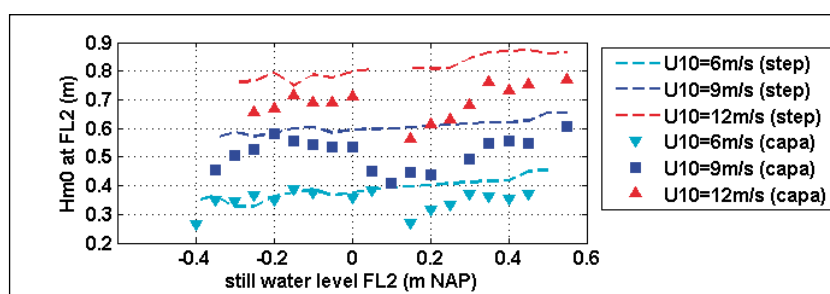 0.9
0.8
0.7
0.6
0.5
0.4
0.3
0.2
Hm0 at FL2 (m)
-0.4 -0.2 0 0.2 0.4 0.6
still water level FL2 (m NAP)
U10=6m/s (step)
U10=9m/s (step)
U10=12m/s (step)
U10=6m/s (capa)
U10=9m/s (capa)
U10=12m/s (capa)